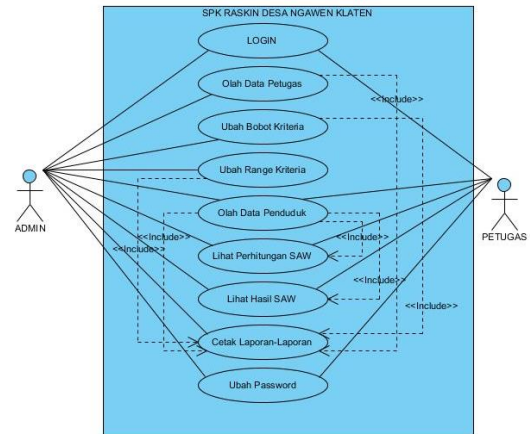 SPK RASKIN DESA NGAWEN KLATEN
LOGIN
Olah Data Petugas
<<Include>>
Ubah Bobot Kriteria
Ubah Range Kriteria
ADMIN
PETUGAS
Olah Data Penduduk
<<Include>>
<<Include>>
<<Include>>
Lihat Perhitungan SAW
Lihat Hasil SAW
<<Include>>
Cetak Laporan-Laporan
Ubah Password